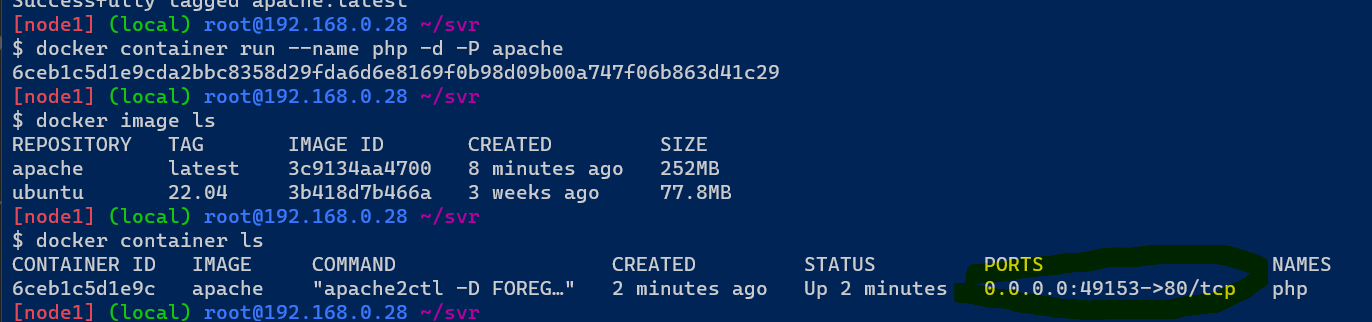 Successfully tagged apache:latest
[node1] (local) root@192.168.0.28 ~/svr
$ docker container run --name php -d -P apache
6ceb1c5d1e9cda2bbc8358d29fda6d6e8169f0b98d09b00a747f06b863d41c29
[node1] (local) root@192.168.0.28 ~/svr
$ docker image ls
REPOSITORY   TAG       IMAGE ID       CREATED         SIZE
apache       latest    3c9134aa4700   8 minutes ago   252MB
ubuntu       22.04     3b418d7b466a   3 weeks ago     77.8MB
[node1] (local) root@192.168.0.28 ~/svr
$ docker container ls
CONTAINER ID   IMAGE     COMMAND                  CREATED         STATUS         PORTS                   NAMES
6ceb1c5d1e9c   apache    "apache2ctl -D FOREG…"   2 minutes ago   Up 2 minutes   0.0.0.0:49153->80/tcp   php
[node1] (local) root@192.168.0.28 ~/svr